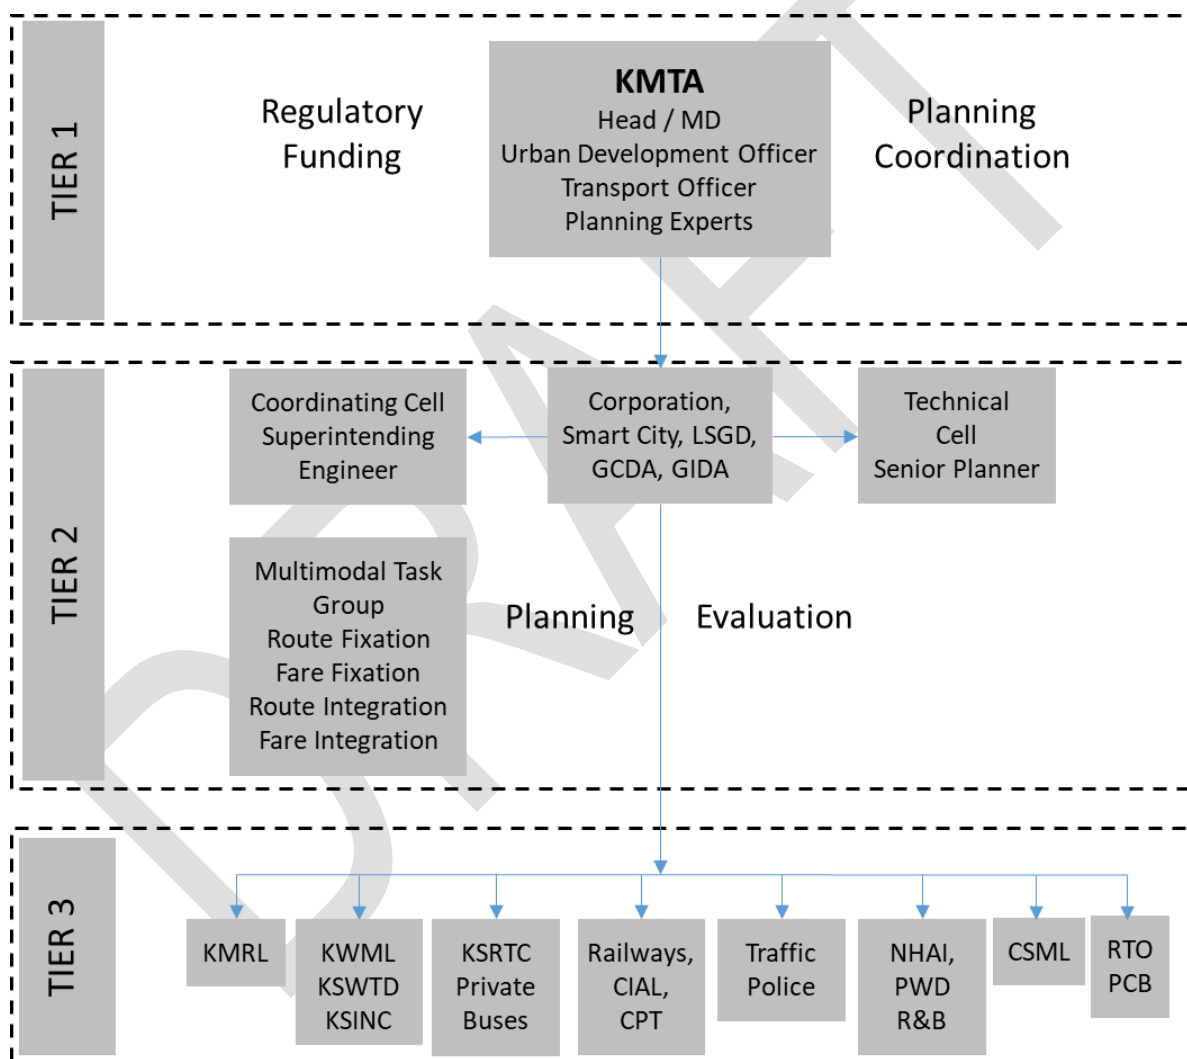 TIER 1
Regulatory
Funding
KMTA
Head / MD
Urban Development Officer
Transport Officer
Planning Experts
Planning
Coordination
TIER 2
Coordinating Cell
Superintending
Engineer
Corporation,
Smart City, LSGD,
GCDA, GIDA
Technical
Cell
Senior Planner
Multimodal Task
Group
Route Fixation
Fare Fixation
Route Integration
Fare Integration
Planning
Evaluation
TIER 3
KMRL
KWML
KSWTD
KSINC
KSRTC
Private
Buses
Railways,
CIAL,
CPT
Traffic
Police
NHAI,
PWD
R&B
CSML
RTO
PCB
DRAFT